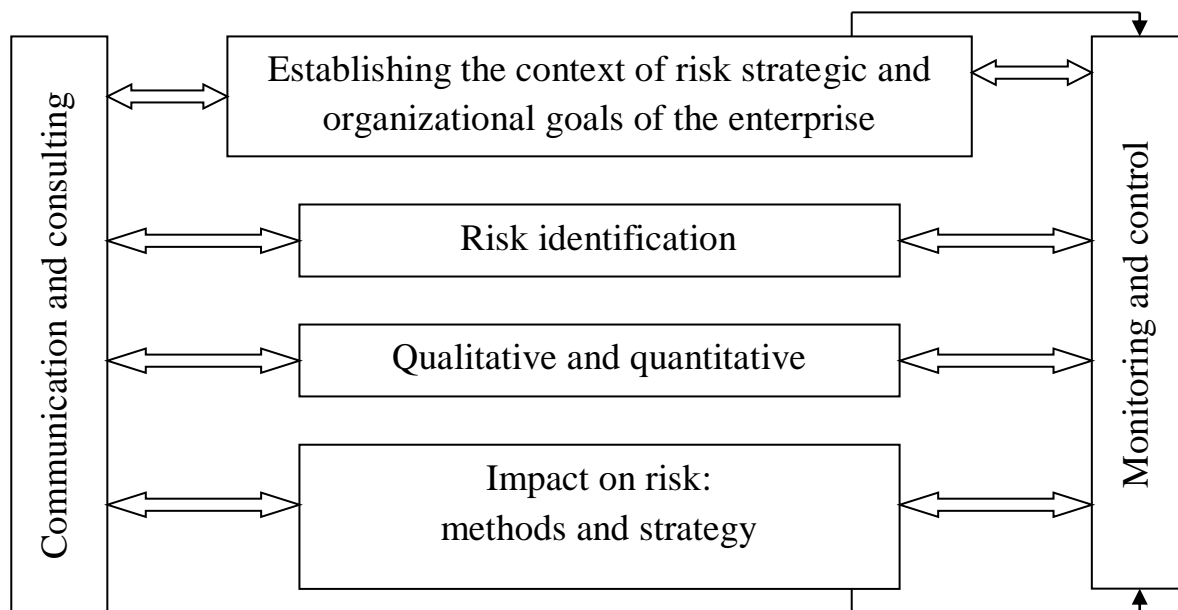 Communication and consulting
Establishing the context of risk strategic and
organizational goals of the enterprise
Risk identification
Qualitative and quantitative
Impact on risk:
methods and strategy
Monitoring and control